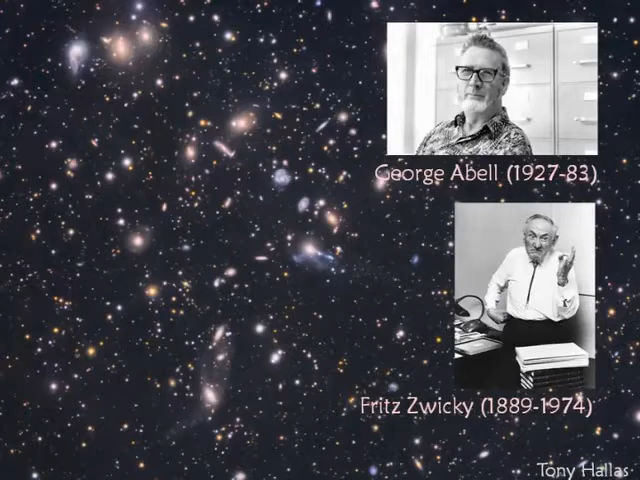 George Abell (1927-83)
Fritz Zwicky (1889-1974)
Tony Hallas